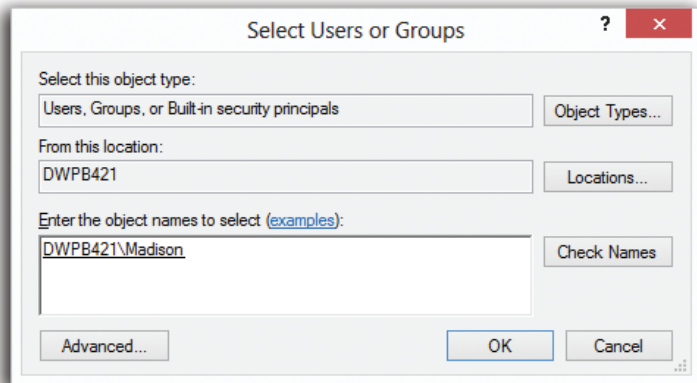 Select Users or Groups
? ×
Select this object type:
Users, Groups, or Built-in security principals
Object Types...
From this location:
DWPB421
Locations...
Enter the object names to select (examples):
DWPB421\Madison
Check Names
Advanced...
OK
Cancel